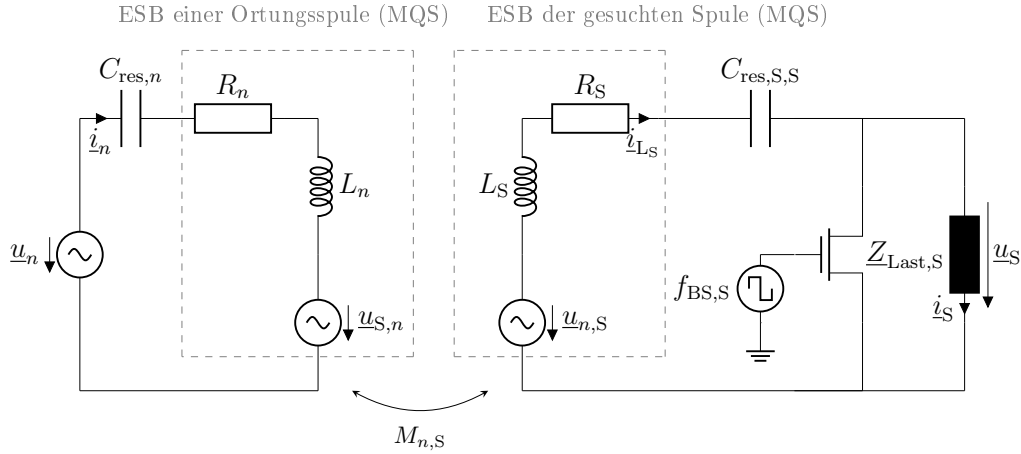 ESB einer Ortungsspule (MQS) ESB der gesuchten Spule (MQS)
C_res,n
R_n
R_S
C_res,S,S
i_n
i_L_S
L_n
L_S
u_n
Z_Last,S
u_S
f_BS,S
i_S
u_S,n
u_n,S
M_n,S